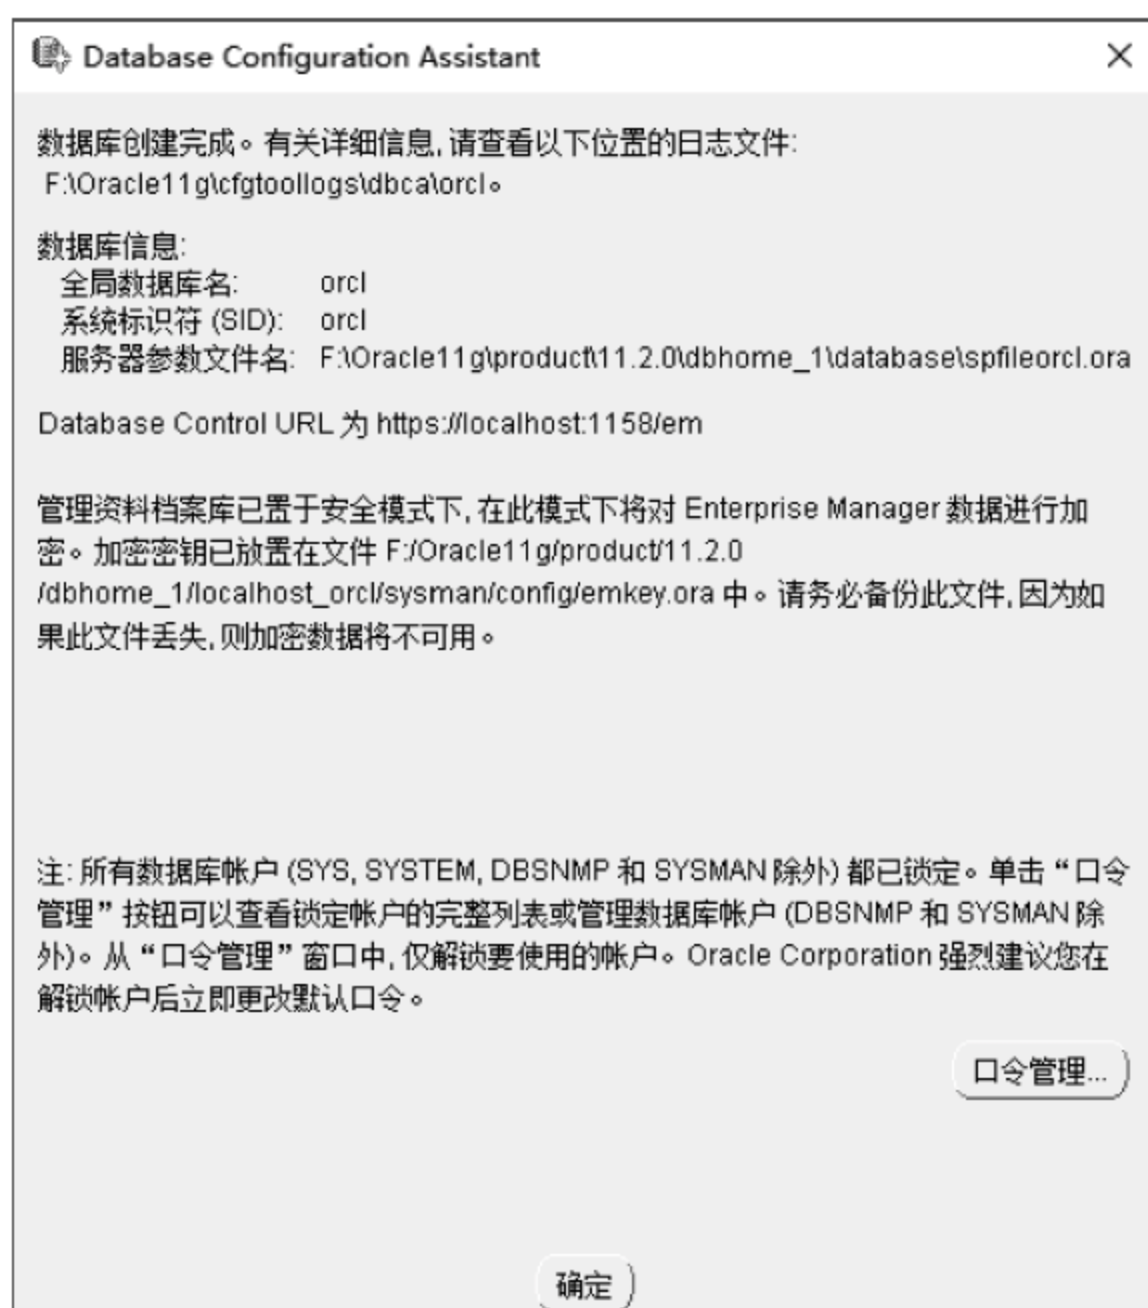 Database Configuration Assistant
数据库创建完成。有关详细信息, 请查看以下位置的日志文件:
F:\Oracle11g\cfgtoollogs\dbca\orcl。
数据库信息:
全局数据库名: orcl
系统标识符 (SID): orcl
服务器参数文件名: F:\Oracle11g\product\11.2.0\dbhome_1\database\spfileorcl.ora
Database Control URL 为 https://localhost:1158/em
管理资料档案库已置于安全模式下, 在此模式下将对 Enterprise Manager 数据进行加
密。加密密钥已放置在文件 F:/Oracle11g/product/11.2.0
/dbhome_1/localhost_orcl/sysman/config/emkey.ora 中。请务必备份此文件, 因为如
果此文件丢失, 则加密数据将不可用。
注: 所有数据库帐户 (SYS, SYSTEM, DBSNMP 和 SYSMAN 除外) 都已锁定。单击“口令
管理”按钮可以查看锁定帐户的完整列表或管理数据库帐户 (DBSNMP 和 SYSMAN 除
外)。从“口令管理”窗口中, 仅解锁要使用的帐户。Oracle Corporation 强烈建议您在
解锁帐户后立即更改默认口令。
口令管理...
确定